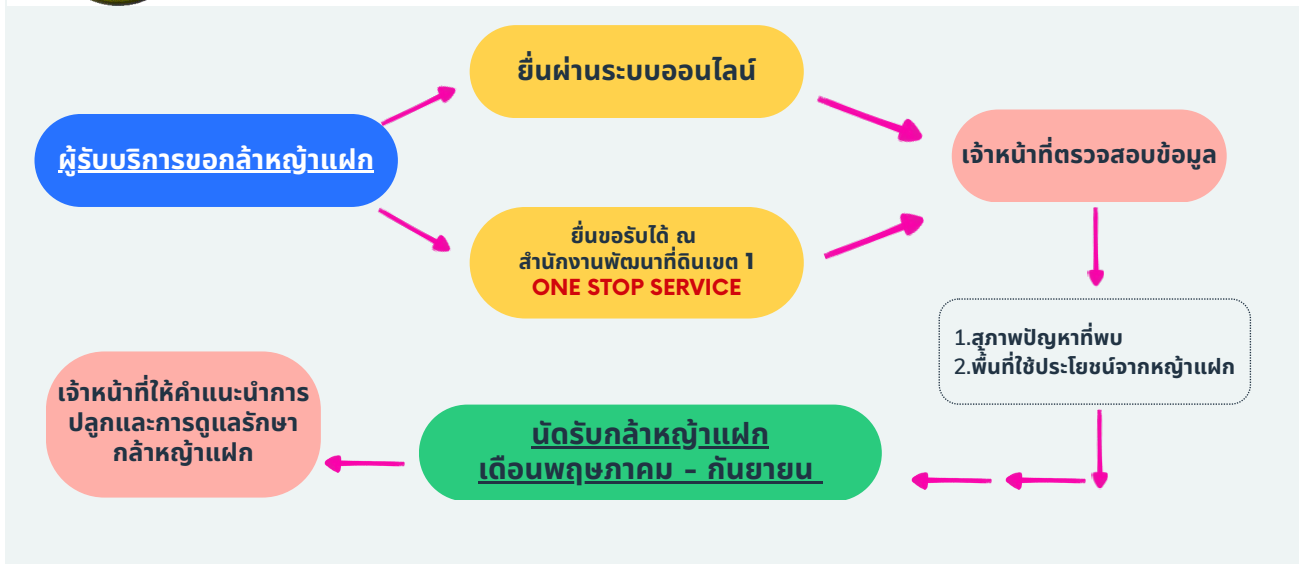 ยื่นผ่านระบบออนไลน์
ผู้รับบริการขอกล้าหญ้าแฝก
เจ้าหน้าที่ตรวจสอบข้อมูล
ยื่นขอรับได้ ณ
สำนักงานพัฒนาที่ดินเขต 1
ONE STOP SERVICE
1.สภาพปัญหาที่พบ
2.พื้นที่ใช้ประโยชน์จากหญ้าแฝก
นัดรับกล้าหญ้าแฝก
เดือนพฤษภาคม - กันยายน
เจ้าหน้าที่ให้คำแนะนำการ
ปลูกและการดูแลรักษา
กล้าหญ้าแฝก